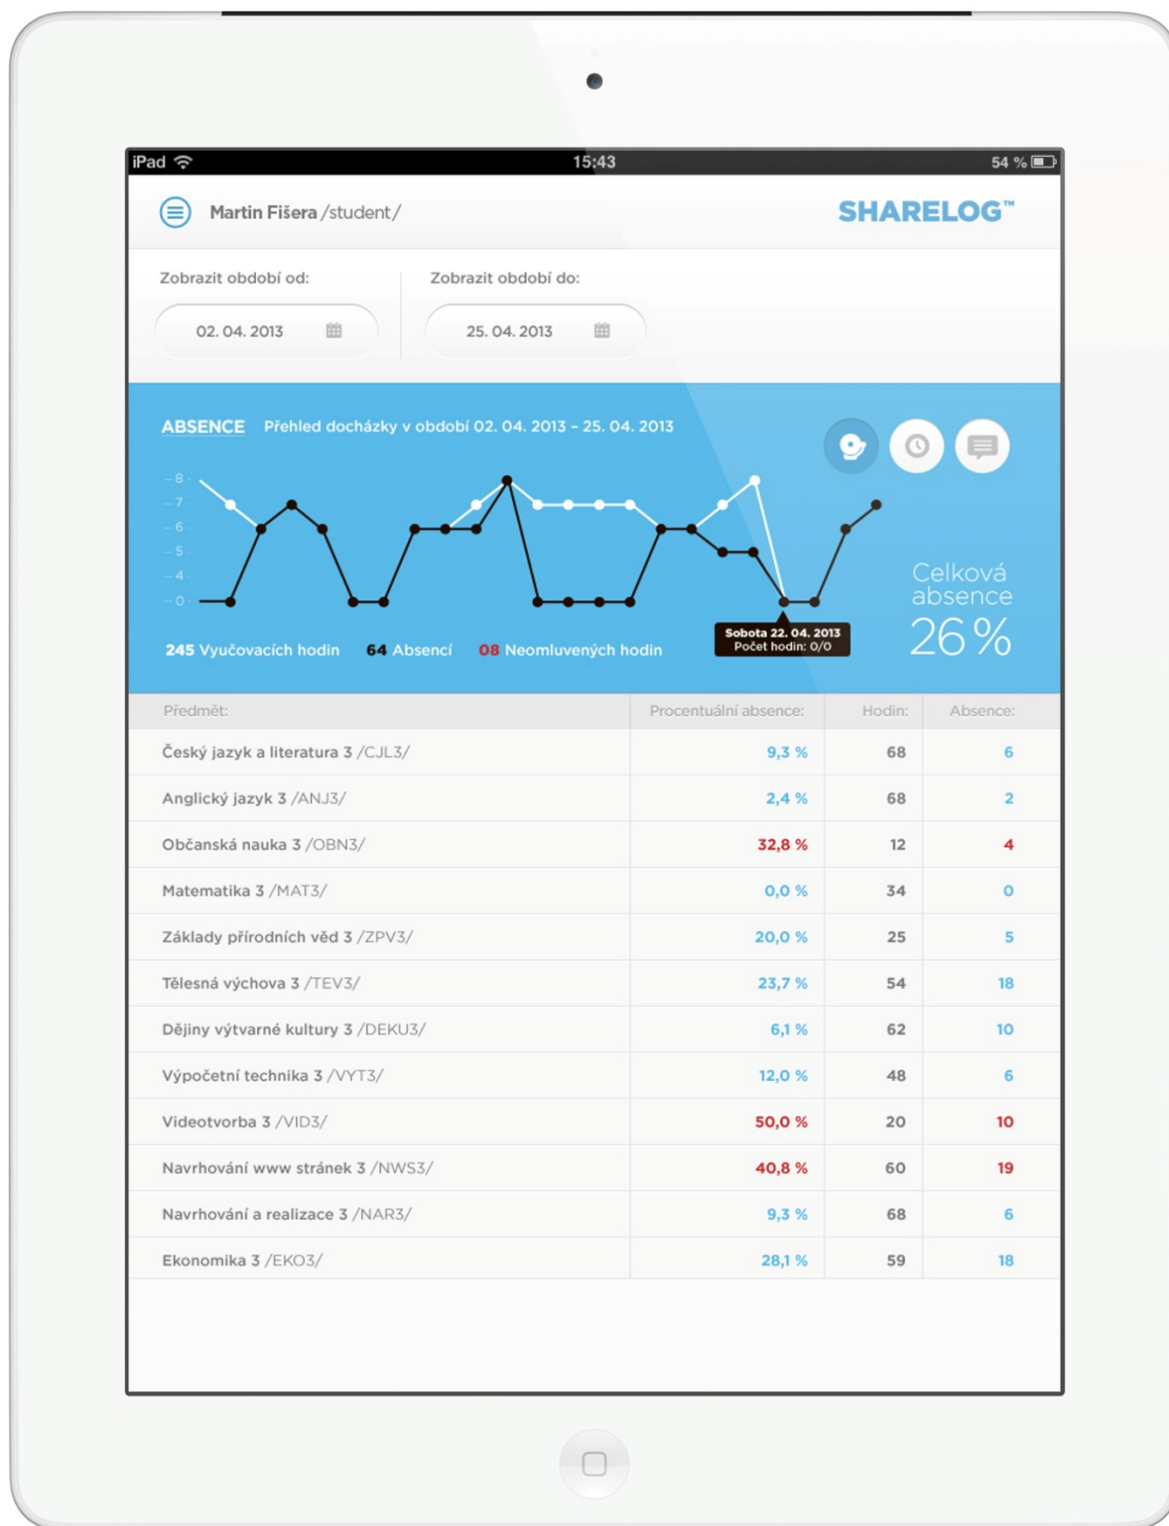 iPad 15:43 54 %
Martin Fišera /student/ SHARELOG™
Zobrazit období od: Zobrazit období do:
02. 04. 2013 25. 04. 2013
ABSENCE Přehled docházky v období 02. 04. 2013 – 25. 04. 2013
8
7
6
5
4
0
Celková
absence
26%
Sobota 22. 04. 2013
Počet hodin: 0/0
245 Vyučovacích hodin 64 Absencí 08 Neomluvených hodin
Předmět: Procentuální absence: Hodin: Absence:
Český jazyk a literatura 3 /CJL3/ 9,3 % 68 6
Anglický jazyk 3 /ANJ3/ 2,4 % 68 2
Občanská nauka 3 /OBN3/ 32,8 % 12 4
Matematika 3 /MAT3/ 0,0 % 34 0
Základy přírodních věd 3 /ZPV3/ 20,0 % 25 5
Tělesná výchova 3 /TEV3/ 23,7 % 54 18
Dějiny výtvarné kultury 3 /DEKU3/ 6,1 % 62 10
Výpočetní technika 3 /VYT3/ 12,0 % 48 6
Videotvorba 3 /VID3/ 50,0 % 20 10
Navrhování www stránek 3 /NWS3/ 40,8 % 60 19
Navrhování a realizace 3 /NAR3/ 9,3 % 68 6
Ekonomika 3 /EKO3/ 28,1 % 59 18